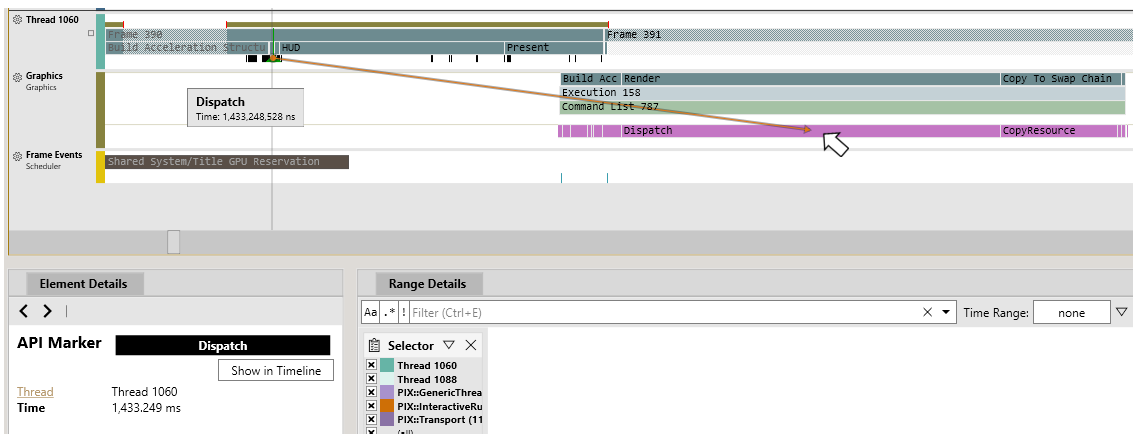 Thread 1060
Frame 390
Frame 391
Build Acceleration Structu
HUD
Present
Graphics
Graphics
Build Acc
Render
Copy To Swap Chain
Execution 158
Command List 787
Dispatch
Time: 1,433,248,528 ns
Dispatch
CopyResource
Frame Events
Scheduler
Shared System/Title GPU Reservation
Element Details
Range Details
Aa .* ! Filter (Ctrl+E)
Time Range: none
API Marker
Dispatch
Show in Timeline
Thread Thread 1060
Time 1,433.249 ms
Selector
Thread 1060
Thread 1088
PIX::GenericThrea
PIX::InteractiveRu
PIX::Transport (11